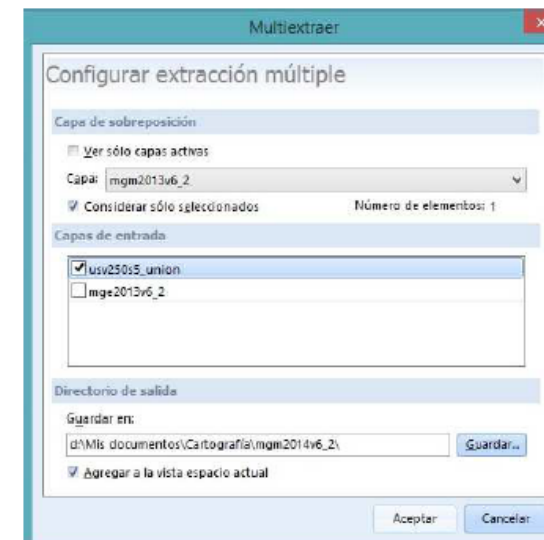 Multiextraer
Configurar extracción múltiple
Capa de sobreposición
Ver sólo capas activas
Capa: mgm2013v6_2
Considerar sólo seleccionados Número de elementos: 1
Capas de entrada
usv250s5_union
mge2013v6_2
Directorio de salida
Guardar en:
d:\Mis documentos\Cartografía\mgm2014v6_2\ Guardar...
Agregar a la vista espacio actual
Aceptar Cancelar